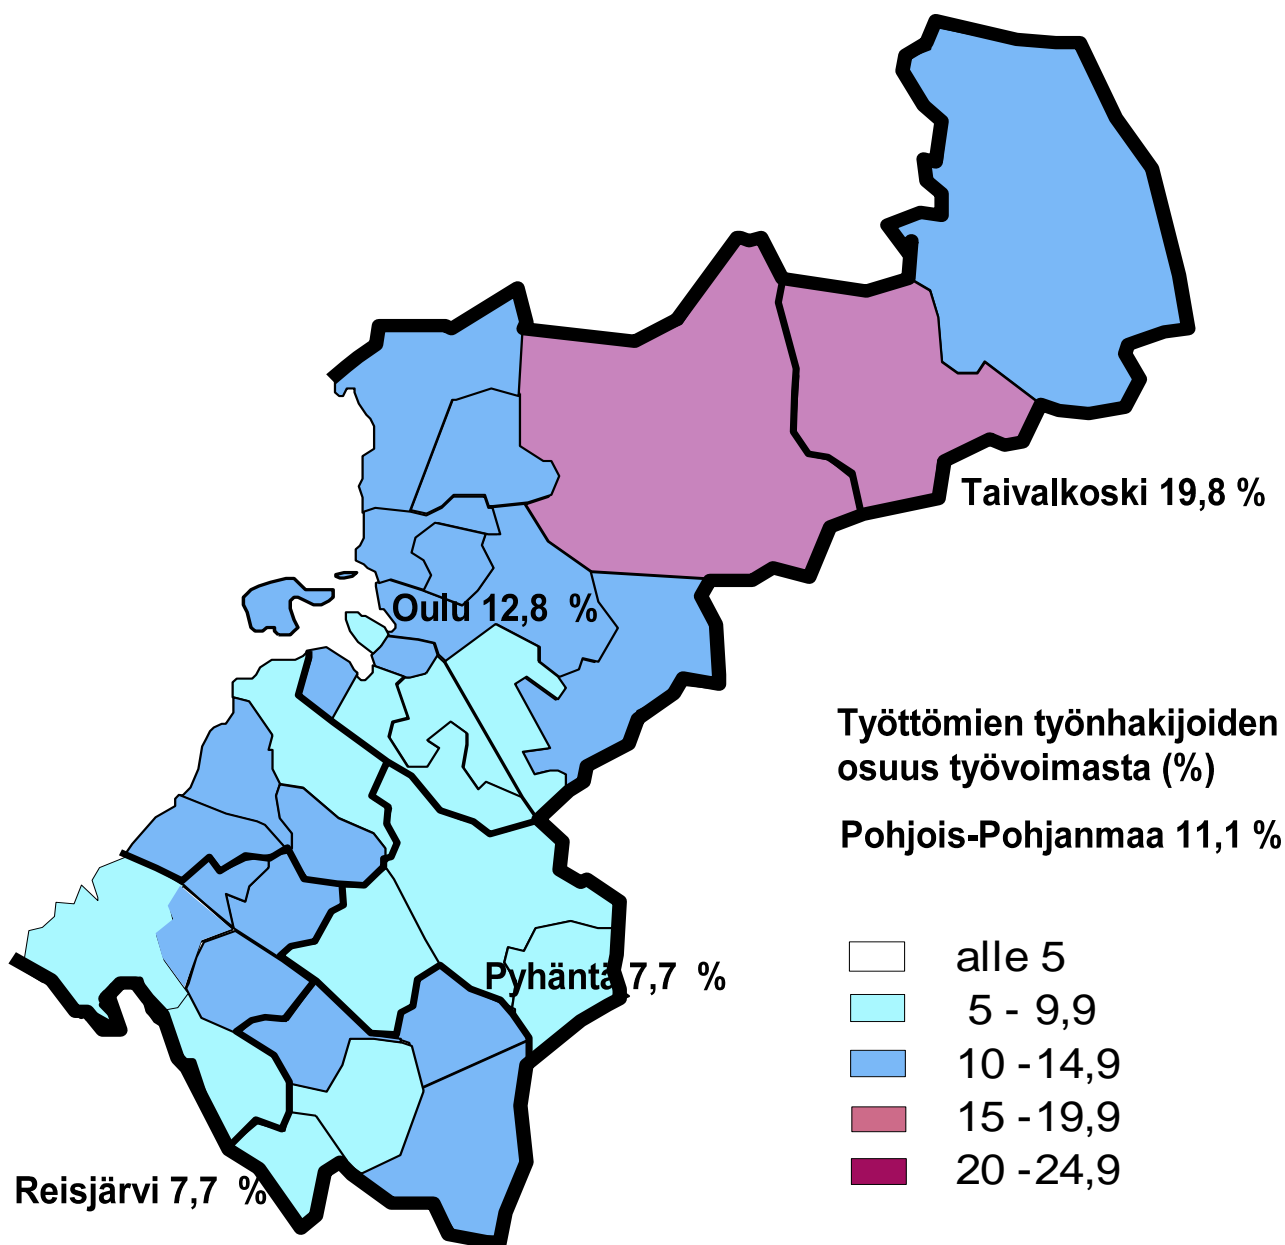 Taivalkoski 19,8 %
Oulu 12,8 %
Työttömien työnhakijoiden
osuus työvoimasta (%)
Pohjois-Pohjanmaa 11,1 %
Pyhäntä 7,7 %
alle 5
5 - 9,9
10 -14,9
15 -19,9
20 -24,9
Reisjärvi 7,7 %